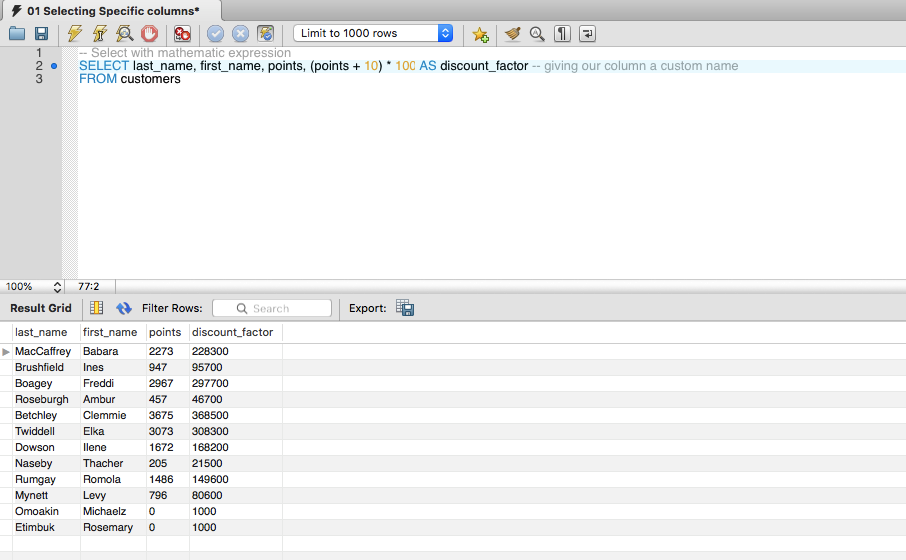 01 Selecting Specific columns*
Limit to 1000 rows
1 -- Select with mathematic expression
2 SELECT last_name, first_name, points, (points + 10) * 100 AS discount_factor -- giving our column a custom name
3 FROM customers
100% 77:2
Result Grid Filter Rows: Search Export:
last_name first_name points discount_factor
MacCaffrey Babara 2273 228300
Brushfield Ines 947 95700
Boagey Freddi 2967 297700
Roseburgh Ambur 457 46700
Betchley Clemmie 3675 368500
Twiddell Elka 3073 308300
Dowson Ilene 1672 168200
Naseby Thacher 205 21500
Rumgay Romola 1486 149600
Mynett Levy 796 80600
Omoakin Michaelz 0 1000
Etimbuk Rosemary 0 1000